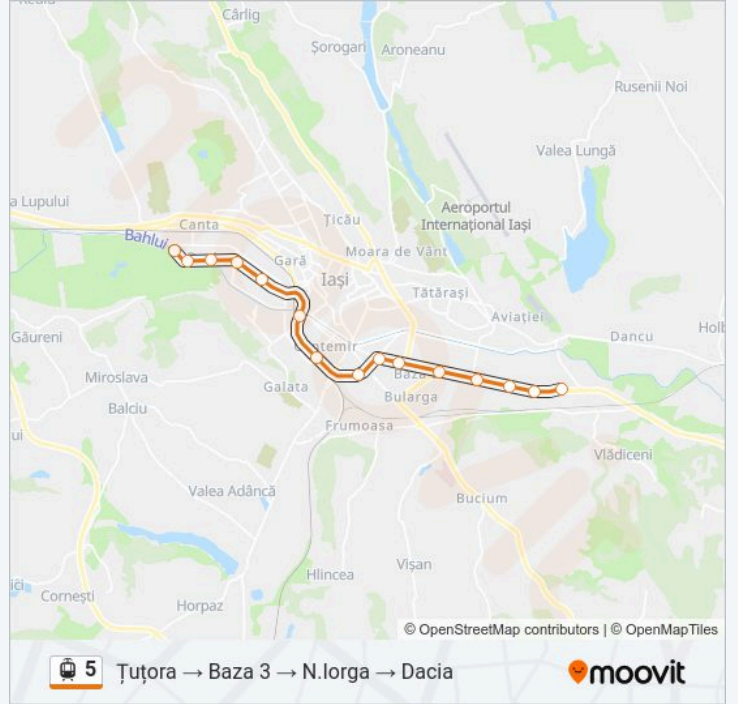 Cârlig
Șorogari
Aroneanu
Rusenii Noi
Valea Lungă
a Lupului
Aeroportul
Internațional Iași
Canta
Țicău
Bahlui
Gară
Moara de Vânt
Iași
Tătărași
Aviației
Holb
Găureni
Dancu
Miroslava
Galata
Balciu
Bularga
ui
Frumoasa
Vlădiceni
Valea Adâncă
Bucium
Vișan
Hlincea
ici
Cornești
Horpaz
© OpenStreetMap contributors | © OpenMapTiles
5 Țuțora → Baza 3 → N.Iorga → Dacia
moovit